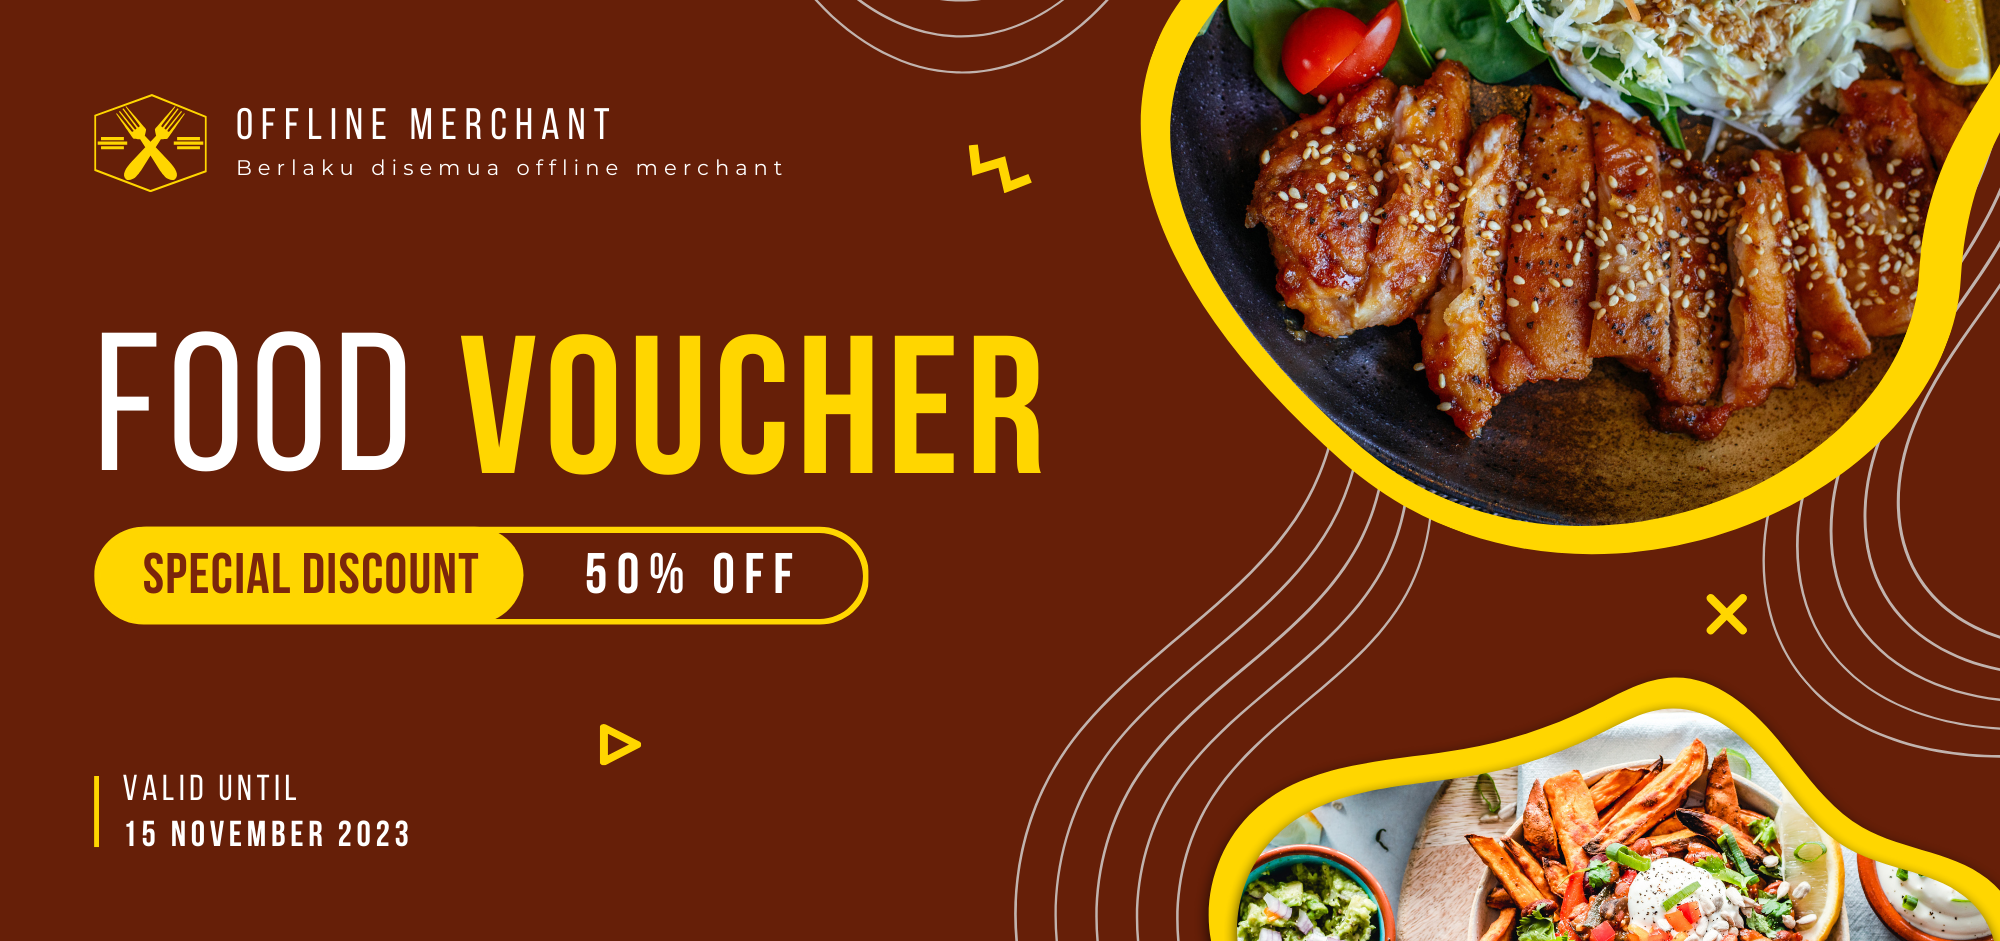 OFFLINE MERCHANT
Berlaku disemua offline merchant
FOOD VOUCHER
SPECIAL DISCOUNT 50% OFF
VALID UNTIL
15 NOVEMBER 2023